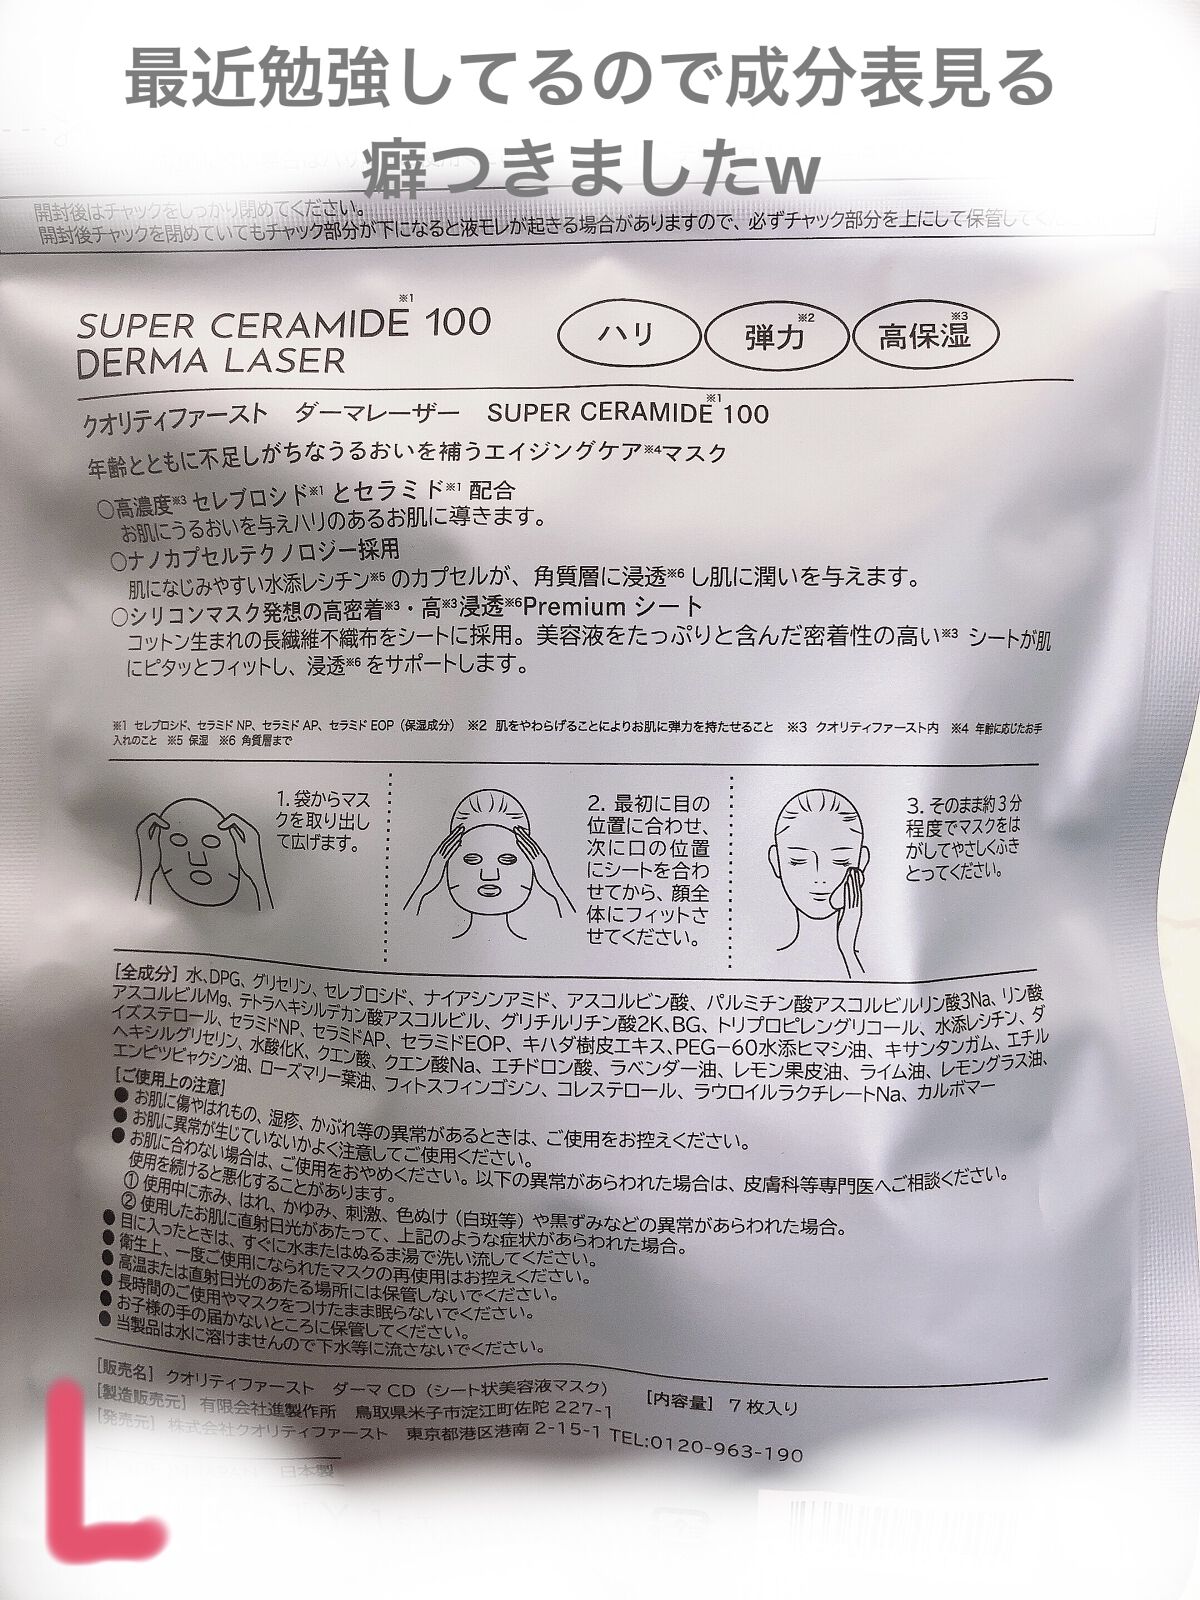 最近勉強してるので成分表見る
癖つきましたw
開封後はチャックをしっかり閉めてください。
開封後チャックを閉めていてもチャック部分が下になると液モレが起きる場合がありますので、必ずチャック部分を上にして保管して
SUPER CERAMIDE※1 100
DERMA LASER
ハリ
弾力※2
高保湿※3
クオリティファースト ダーマレーザー SUPER CERAMIDE※1 100
年齢とともに不足しがちなうるおいを補うエイジングケア※4マスク
○高濃度※3 セレブロシド※1 とセラミド※1 配合
お肌にうるおいを与えハリのあるお肌に導きます。
○ナノカプセルテクノロジー採用
肌になじみやすい水添レシチン※5 のカプセルが、角質層に浸透※6 し肌に潤いを与えます。
○シリコンマスク発想の高密着※3・高※3浸透※6Premium シート
コットン生まれの長繊維不織布をシートに採用。美容液をたっぷりと含んだ密着性の高い※3 シートが肌
にピタッとフィットし、浸透※6 をサポートします。
※1 セレブロシド、セラミド NP、セラミド AP、セラミド EOP（保湿成分） ※2 肌をやわらげることによりお肌に弾力を持たせること ※3 クオリティファースト内 ※4 年齢に応じたお手
入れのこと ※5 保湿 ※6 角質層まで
1. 袋からマス
クを取り出し
て広げます。
2. 最初に目の
位置に合わせ、
次に口の位置
にシートを合わ
せてから、顔全
体にフィットさ
せてください。
3. そのまま約３分
程度でマスクをは
がしてやさしくふき
とってください。
[全成分] 水、DPG、グリセリン、セレブロシド、ナイアシンアミド、アスコルビン酸、パルミチン酸アスコルビルリン酸3Na、リン酸
アスコルビルMg、テトラヘキシルデカン酸アスコルビル、グリチルリチン酸2K、BG、トリプロピレングリコール、水添レシチン、ダ
イズステロール、セラミドNP、セラミドAP、セラミドEOP、キハダ樹皮エキス、PEG-60水添ヒマシ油、キサンタンガム、エチル
ヘキシルグリセリン、水酸化K、クエン酸、クエン酸Na、エチドロン酸、ラベンダー油、レモン果皮油、ライム油、レモングラス油、
エンピツビャクシン油、ローズマリー葉油、フィトスフィンゴシン、コレステロール、ラウロイルラクチレートNa、カルボマー
[ご使用上の注意]
● お肌に傷やはれもの、湿疹、かぶれ等の異常があるときは、ご使用をお控えください。
● お肌に異常が生じていないかよく注意してご使用ください。
● お肌に合わない場合は、ご使用をおやめください。以下の異常があらわれた場合は、皮膚科等専門医へご相談ください。
使用を続けると悪化することがあります。
① 使用中に赤み、はれ、かゆみ、刺激、色ぬけ（白斑等）や黒ずみなどの異常があらわれた場合。
② 使用したお肌に直射日光があたって、上記のような症状があらわれた場合。
● 目に入ったときは、すぐに水またはぬるま湯で洗い流してください。
● 衛生上、一度ご使用になられたマスクの再使用はお控えください。
● 高温または直射日光のあたる場所には保管しないでください。
● 長時間のご使用やマスクをつけたまま眠らないでください。
● お子様の手の届かないところに保管してください。
● 当製品は水に溶けませんので下水等に流さないでください。
[販売名] クオリティファースト ダーマ CD（シート状美容液マスク） [内容量] 7 枚入り
[製造販売元] 有限会社進製作所 鳥取県米子市淀江町佐陀 227-1
[発売元] 株式会社クオリティファースト 東京都港区港南 2-15-1 TEL:0120-963-190
日本製
L